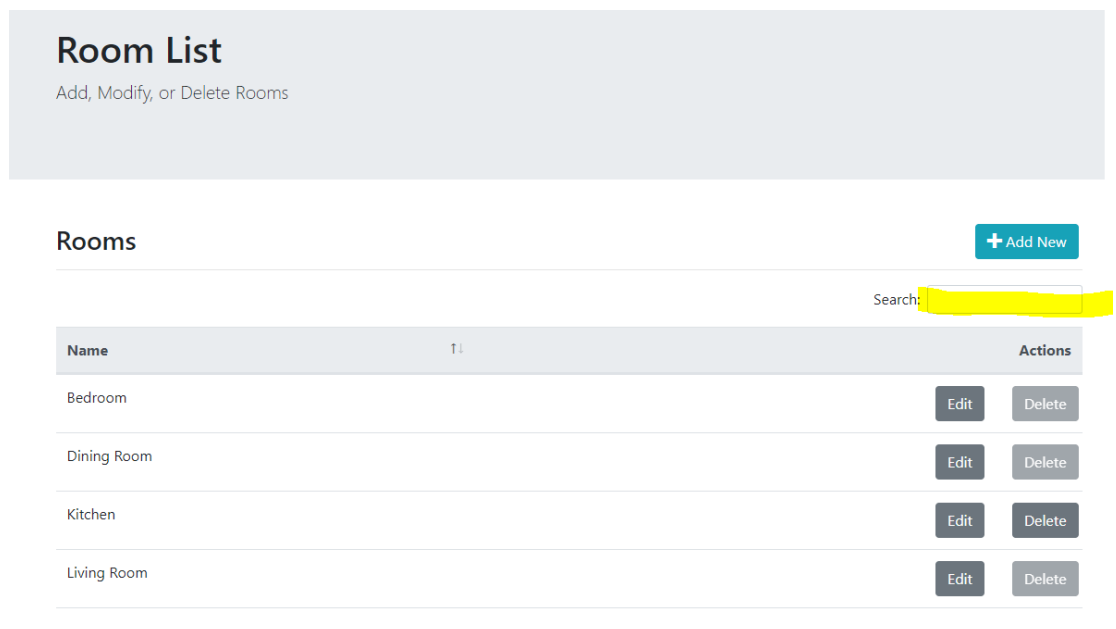 Room List
Add, Modify, or Delete Rooms
Rooms
Add New
Search:
Name Actions
Bedroom Edit Delete
Dining Room Edit Delete
Kitchen Edit Delete
Living Room Edit Delete